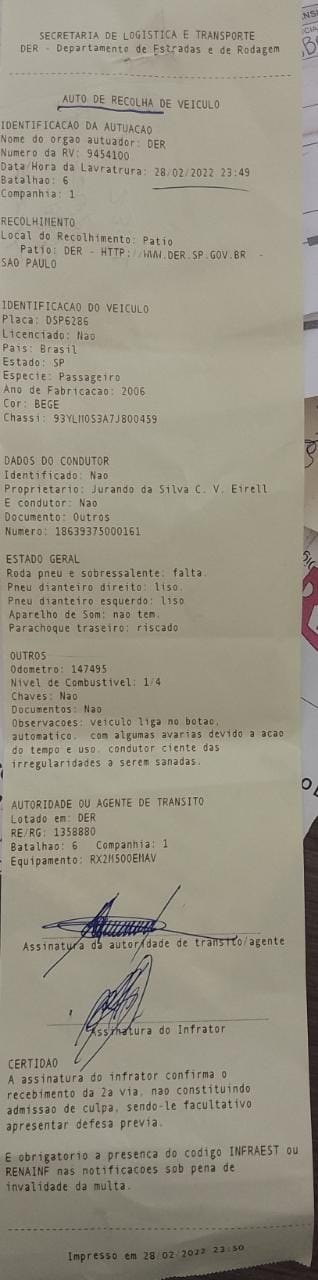 SECRETARIA DE LOGISTICA E TRANSPORTE
DER - Departamento de Estradas e de Rodagem
AUTO DE RECOLHA DE VEICULO
IDENTIFICACAO DA AUTUACAO
Nome do orgao autuador: DER
Numero da RV: 9454100
Data/Hora da Lavratrura: 28/02/2022 23:49
Batalhao: 6
Companhia: 1
RECOLHIMENTO
Local do Recolhimento: Patio
Patio: DER - HTTP://WWW.DER.SP.GOV.BR -
SAO PAULO
IDENTIFICACAO DO VEICULO
Placa: DSP6286
Licenciado: Nao
Pais: Brasil
Estado: SP
Especie: Passageiro
Ano de Fabricacao: 2006
Cor: BEGE
Chassi: 93YLM0S3A7J800459
DADOS DO CONDUTOR
Identificado: Nao
Proprietario: Jurando da Silva C. V. Eirell
E condutor: Nao
Documento: Outros
Numero: 18639375000161
ESTADO GERAL
Roda pneu e sobressalente: falta.
Pneu dianteiro direito: liso.
Pneu dianteiro esquerdo: liso
Aparelho de Som: nao tem.
Parachoque traseiro: riscado
OUTROS
Odometro: 147495
Nivel de Combustivel: 1/4
Chaves: Nao
Documentos: Nao
Observacoes: veiculo liga no botao,
automatico. com algumas avarias devido a acao
do tempo e uso. condutor ciente das
irregularidades a serem sanadas.
AUTORIDADE OU AGENTE DE TRANSITO
Lotado em: DER
RE/RG: 1358880
Batalhao: 6 Companhia: 1
Equipamento: RX2M500EMAV
Assinatura da autoridade de transito/agente
Assinatura do Infrator
CERTIDAO
A assinatura do infrator confirma o
recebimento da 2a via, nao constituindo
admissao de culpa, sendo-le facultativo
apresentar defesa previa.
E obrigatorio a presenca do codigo INFRAEST ou
RENAINF nas notificacoes sob pena de
invalidade da multa.
Impresso em 28/02/2022 23:50